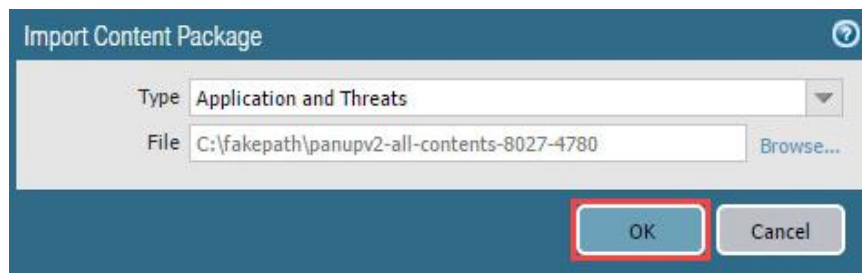 Import Content Package
Type Application and Threats
File C:\fakepath\panupv2-all-contents-8027-4780 Browse...
OK Cancel